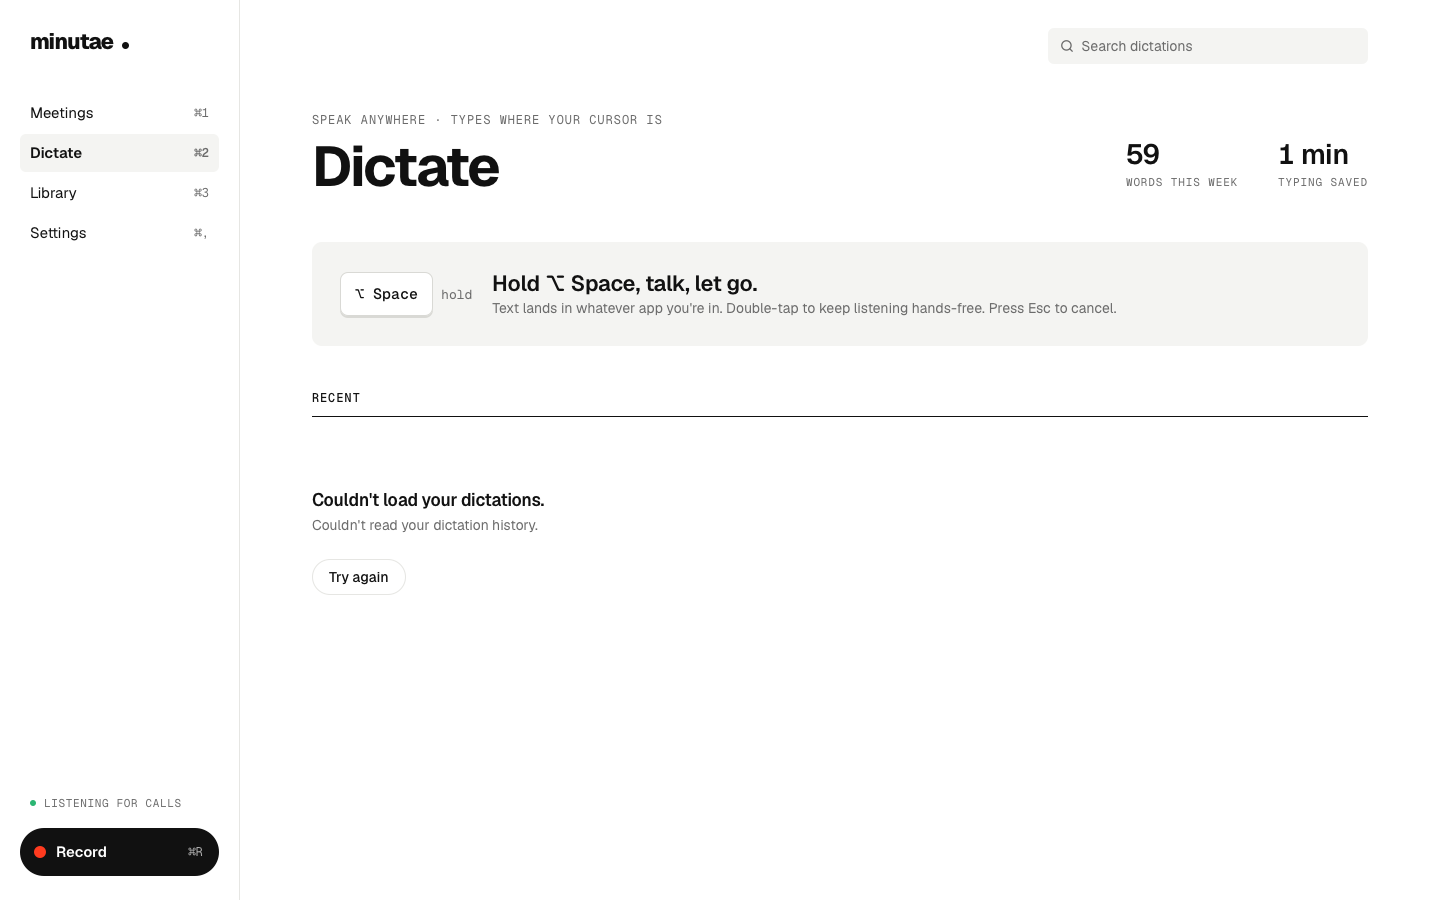 minutae
Meetings ⌘1
Dictate ⌘2
Library ⌘3
Settings ⌘,
LISTENING FOR CALLS
Record ⌘R
Search dictations
SPEAK ANYWHERE · TYPES WHERE YOUR CURSOR IS
Dictate
59
WORDS THIS WEEK
1 min
TYPING SAVED
⌥ Space hold
Hold ⌥ Space, talk, let go.
Text lands in whatever app you're in. Double-tap to keep listening hands-free. Press Esc to cancel.
RECENT
Couldn't load your dictations.
Couldn't read your dictation history.
Try again